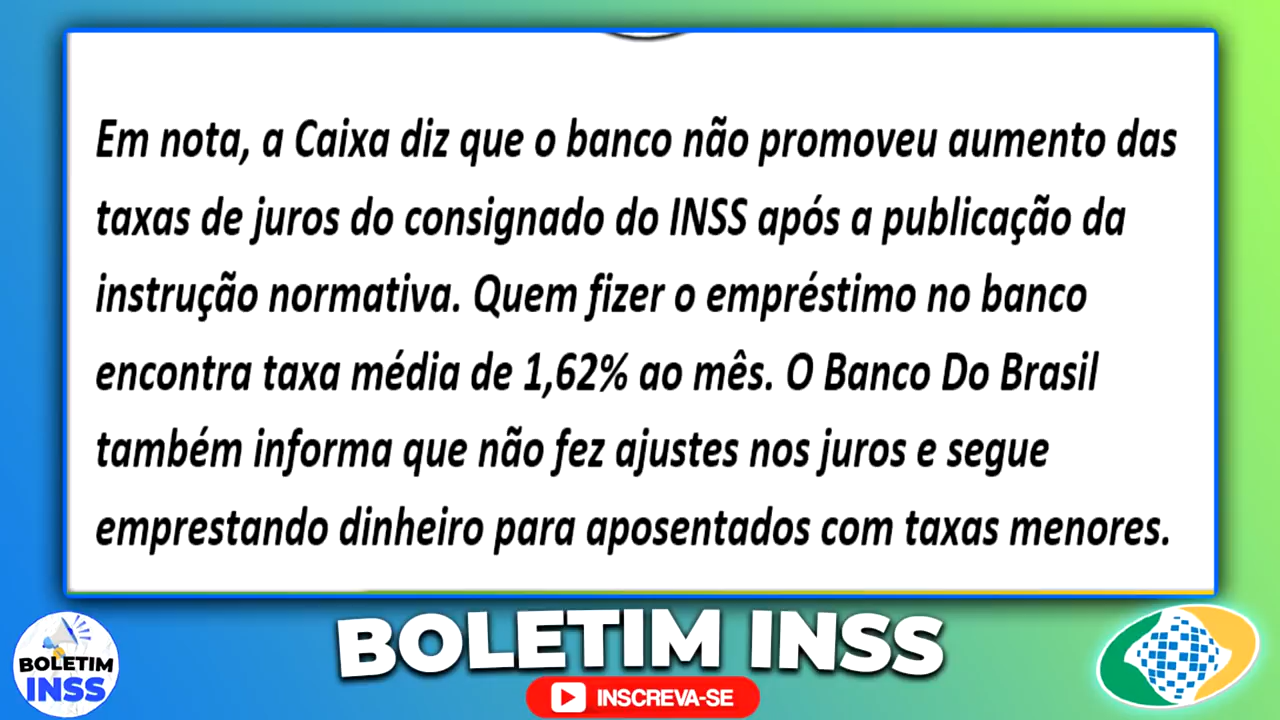 Em nota, a Caixa diz que o banco não promoveu aumento das
taxas de juros do consignado do INSS após a publicação da
instrução normativa. Quem fizer o empréstimo no banco
encontra taxa média de 1,62% ao mês. O Banco Do Brasil
também informa que não fez ajustes nos juros e segue
emprestando dinheiro para aposentados com taxas menores.
BOLETIM INSS
INSCREVA-SE
BOLETIM
INSS